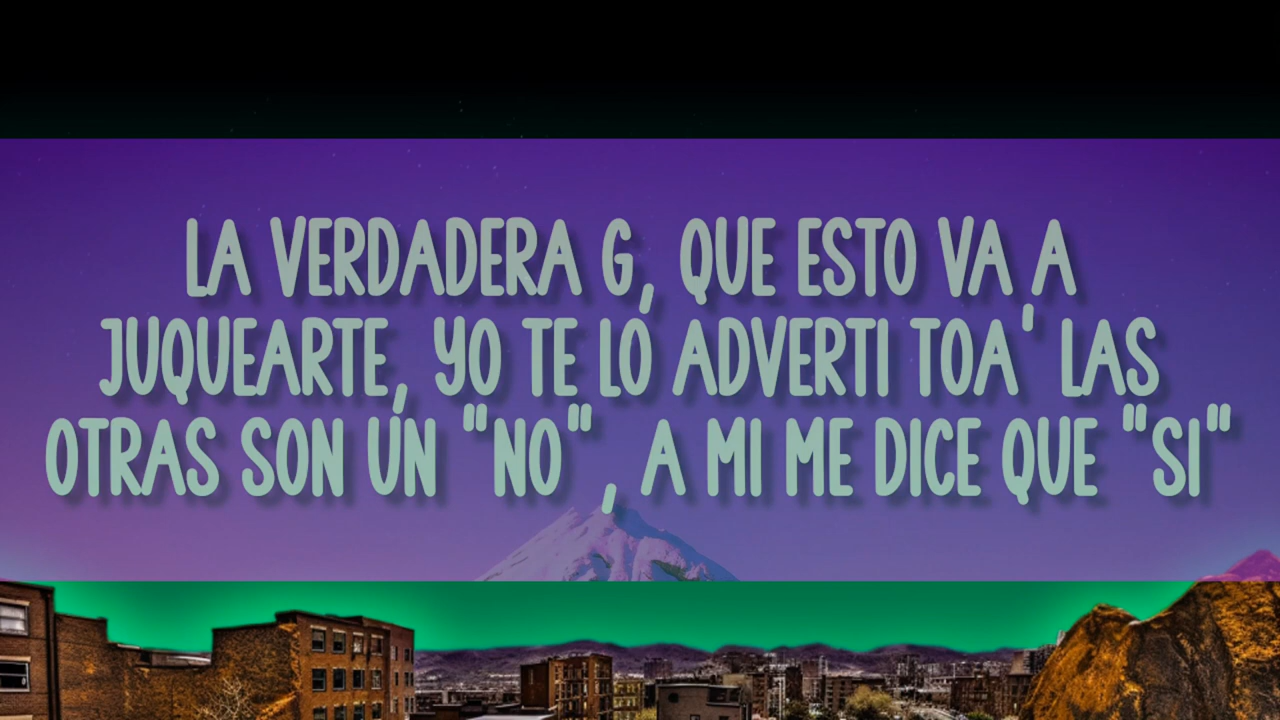 LA VERDADERA G, QUE ESTO VA A
JUQUEARTE, YO TE LO ADVERTI TOA' LAS
OTRAS SON UN "NO", A MI ME DICE QUE "SI"